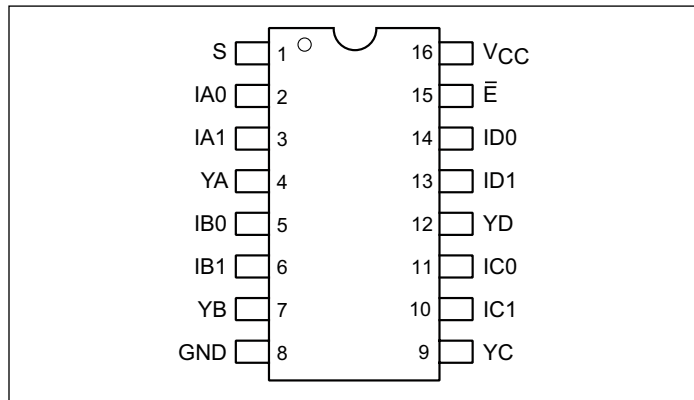 S 1 16 VCC
IA0 2 15 E̅ 
IA1 3 14 ID0
YA 4 13 ID1
IB0 5 12 YD
IB1 6 11 IC0
YB 7 10 IC1
GND 8 9 YC